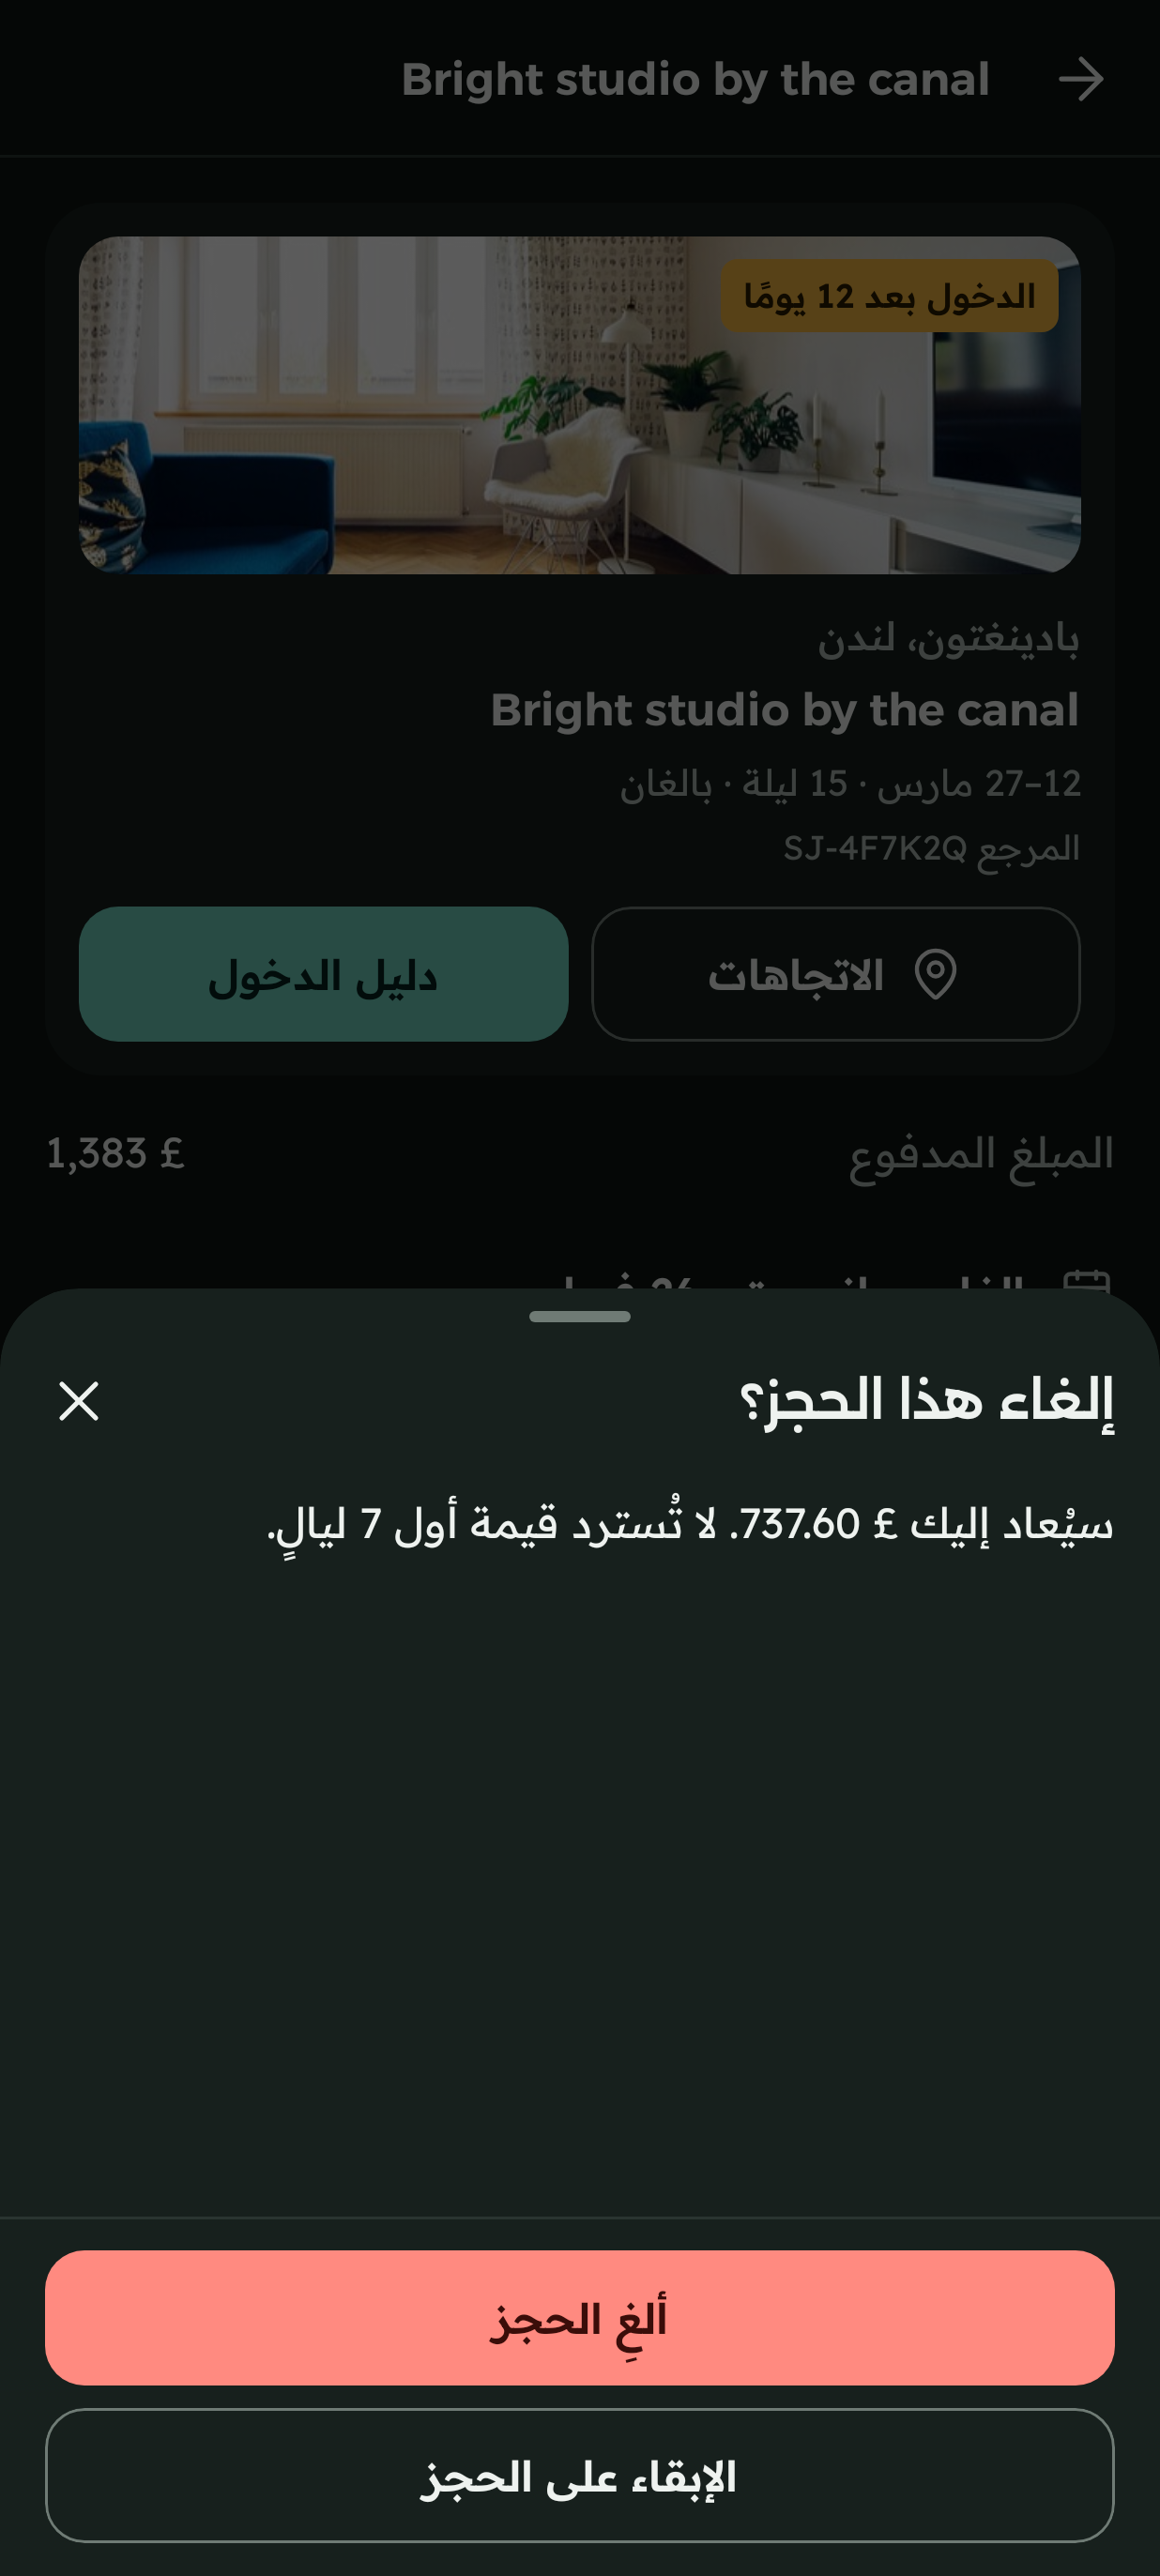 Bright studio by the canal
الدخول بعد 12 يومًا
بادينغتون، لندن
Bright studio by the canal
12–27 مارس · 15 ليلة · بالغان
المرجع SJ-4F7K2Q
الاتجاهات
دليل الدخول
المبلغ المدفوع
£ 1,383
إلغاء هذا الحجز؟
سيُعاد إليك £ 737.60. لا تُسترد قيمة أول 7 ليالٍ.
ألغِ الحجز
الإبقاء على الحجز